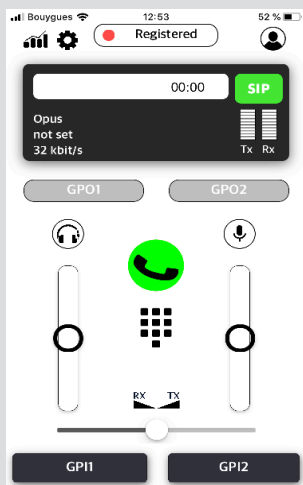 Bouygues 12:53 52 %
Registered
00:00 SIP
Opus
not set
32 kbit/s Tx Rx
GPO1 GPO2
RX TX
GPI1 GPI2